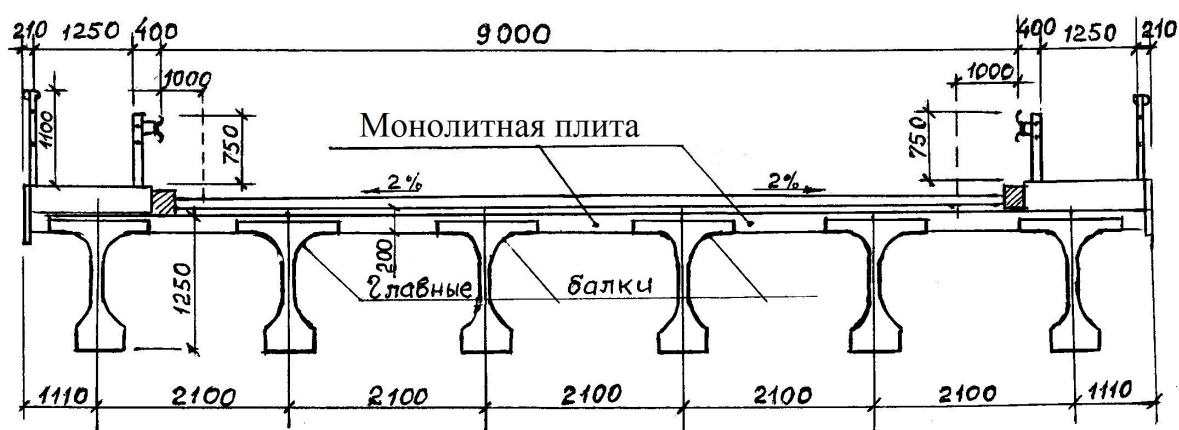 210 1250 400 9000 400 1250 210
1000 1000
1100 750 Монолитная плита 750
2% 2%
1250 200 Главные балки
1110 2100 2100 2100 2100 2100 1110